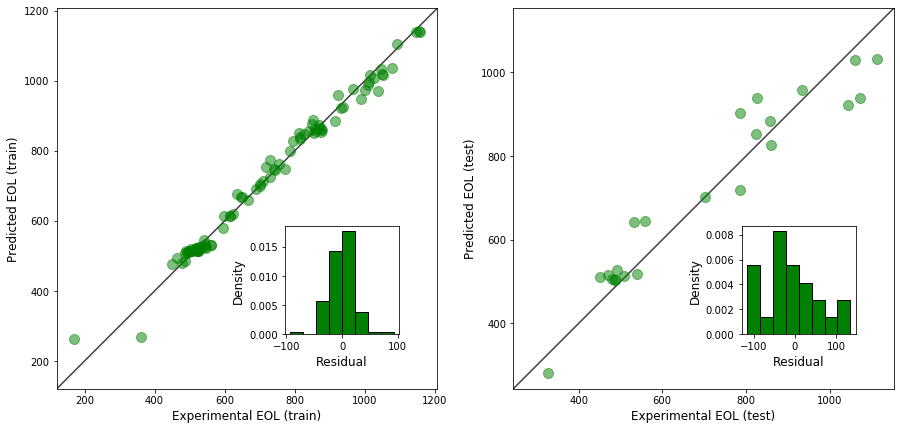 1200
1000
800
600
400
200
Predicted EOL (train)
200 400 600 800 1000 1200
Experimental EOL (train)
0.015
0.010
0.005
0.000
Density
−100 0 100
Residual
1000
800
600
400
Predicted EOL (test)
400 600 800 1000
Experimental EOL (test)
0.008
0.006
0.004
0.002
0.000
Density
−100 0 100
Residual